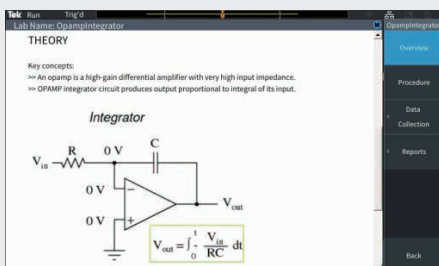 Tek Run Trig'd
Lab Name: OpampIntegrator
OpampIntegrator
THEORY
Overview
Key concepts:
>> An opamp is a high-gain differential amplifier with very high input impedance.
>> OPAMP integrator circuit produces output proportional to integral of its input.
Procedure
Data
Collection
Integrator
Reports
R 0 V C
Vin
0 V −
Vout
0 V +
Vout = ∫ 0 t - Vin / RC dt
Back